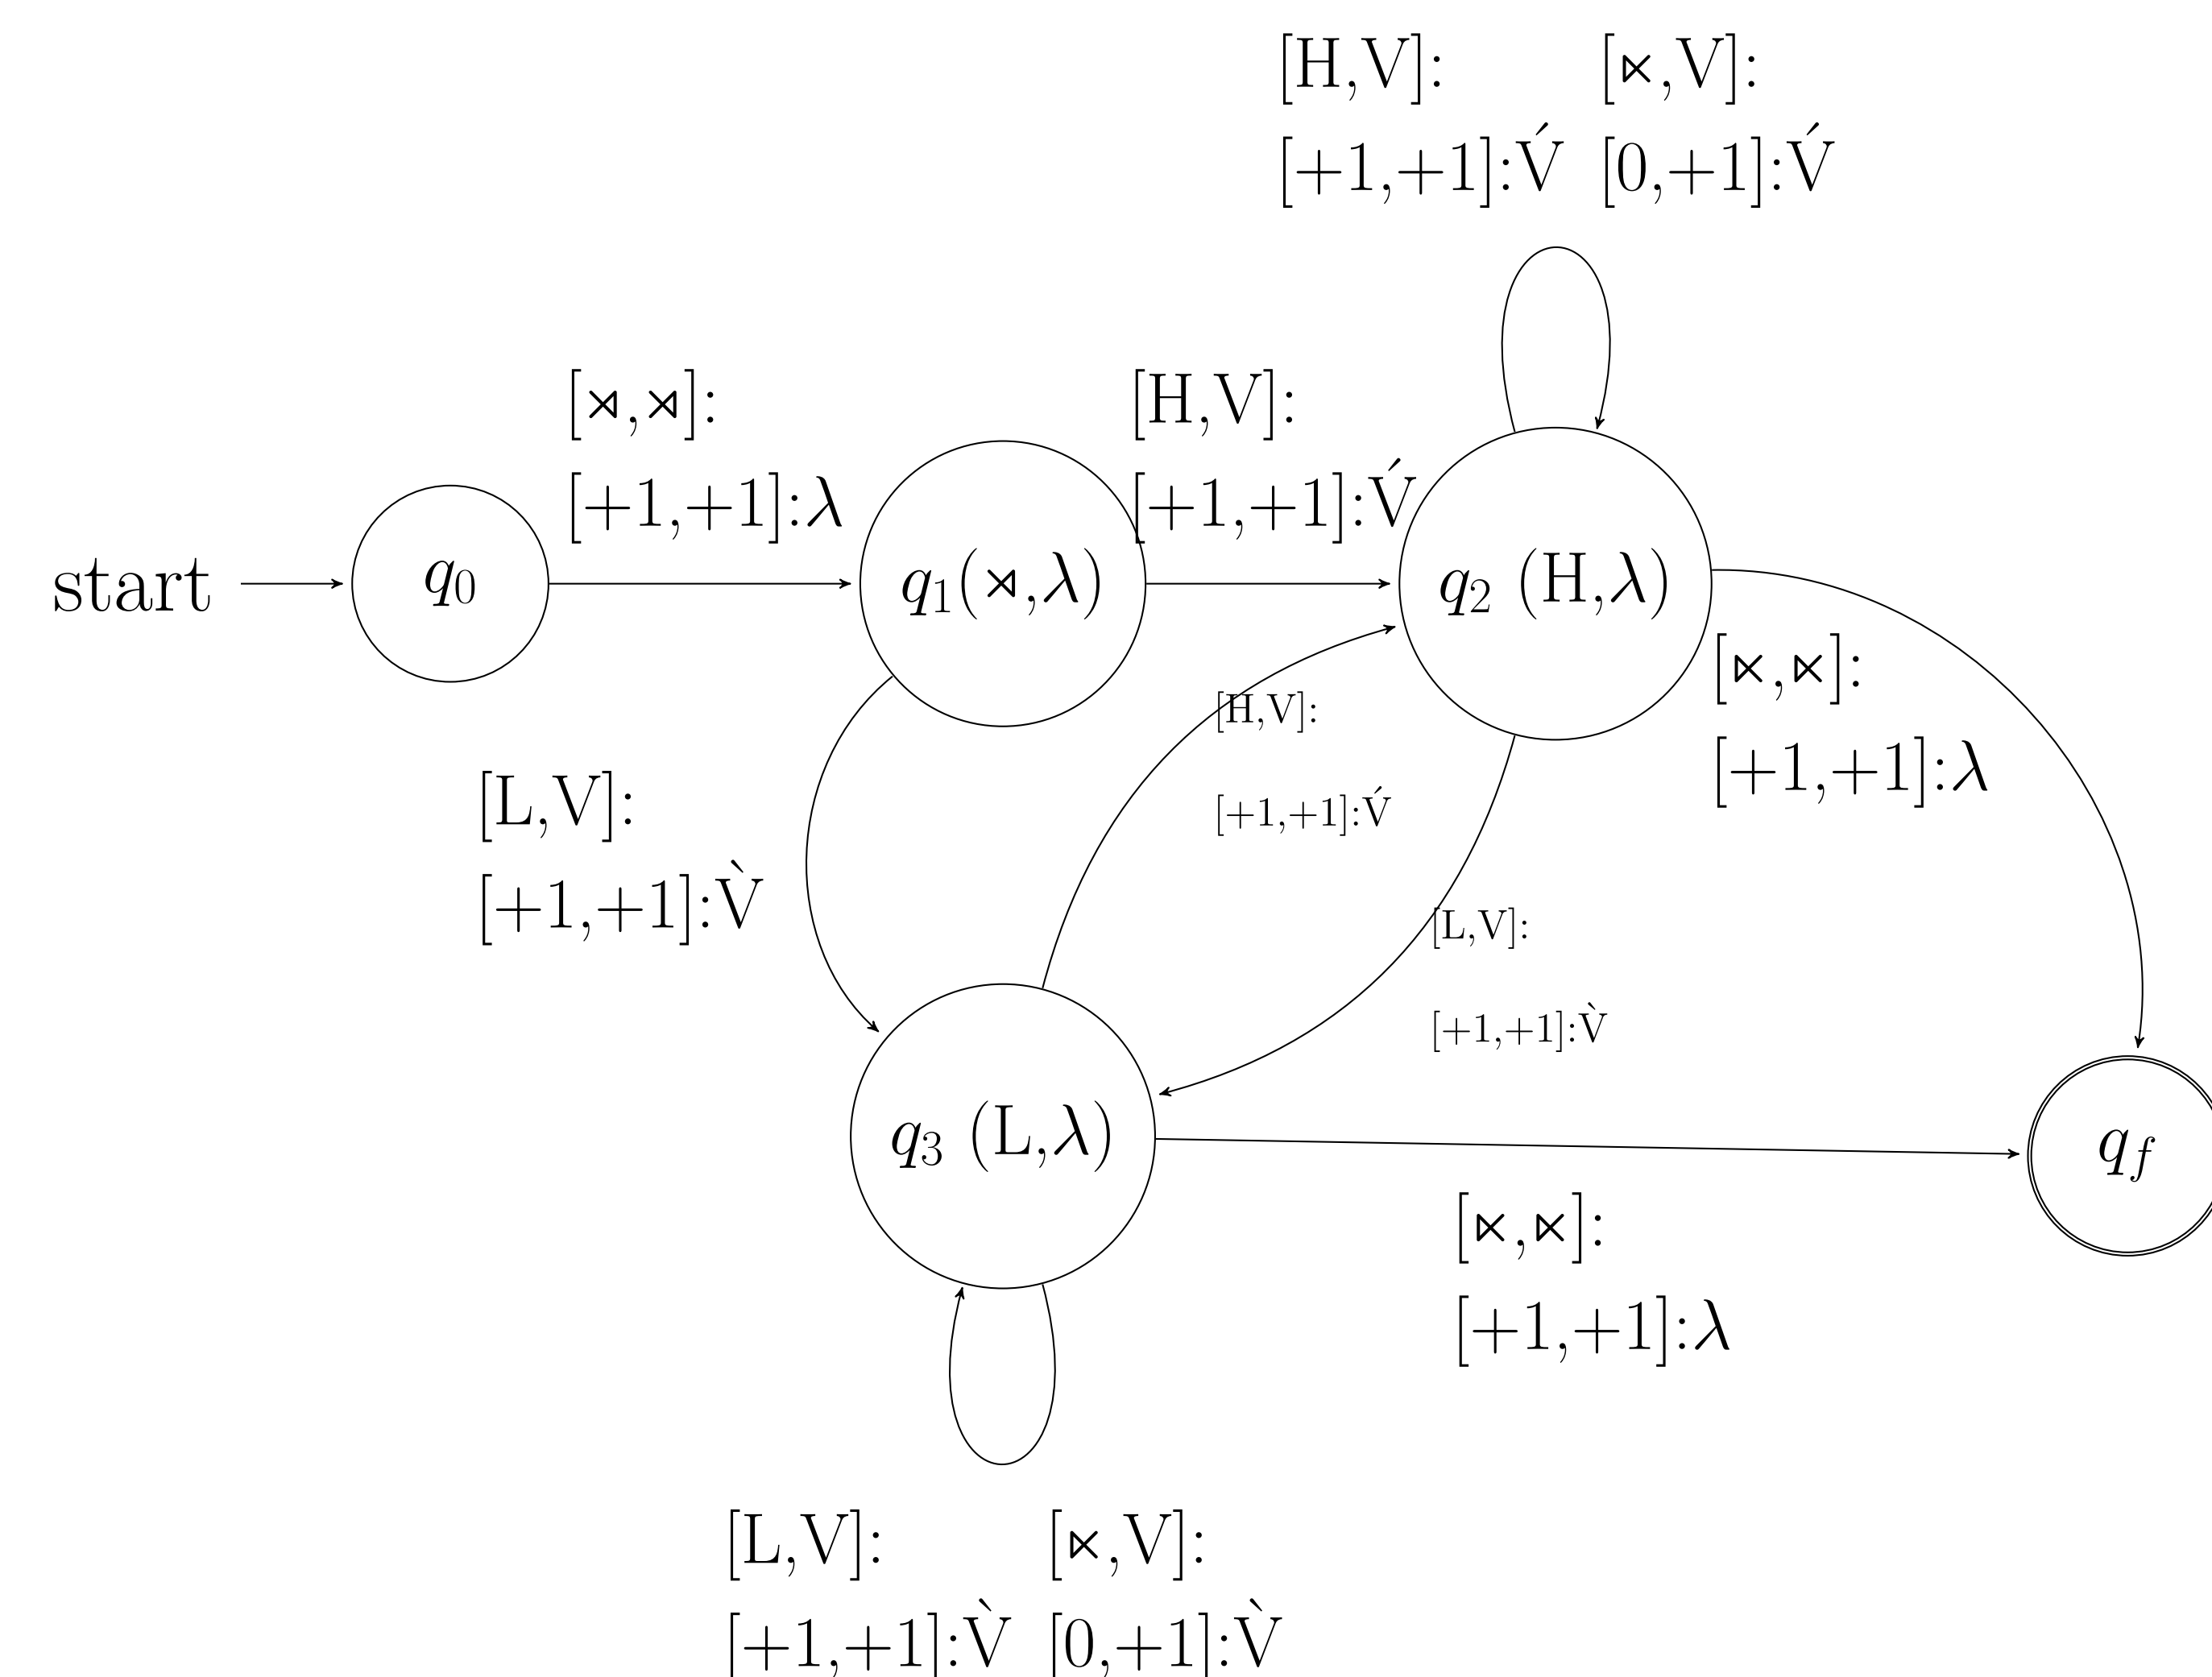 [H,V]:
[+1,+1]:V́
[⋉,V]:
[0,+1]:V́
[⋊,⋊]:
[+1,+1]:λ
[H,V]:
[+1,+1]:V́
start
q0
q1(⋊,λ)
q2 (H,λ)
[⋉,⋉]:
[+1,+1]:λ
[H,V]:
[+1,+1]:V́
[L,V]:
[+1,+1]:V̀
[L,V]:
[+1,+1]:V̀
q3 (L,λ)
qf
[⋉,⋉]:
[+1,+1]:λ
[L,V]:
[+1,+1]:V̀
[⋉,V]:
[0,+1]:V̀